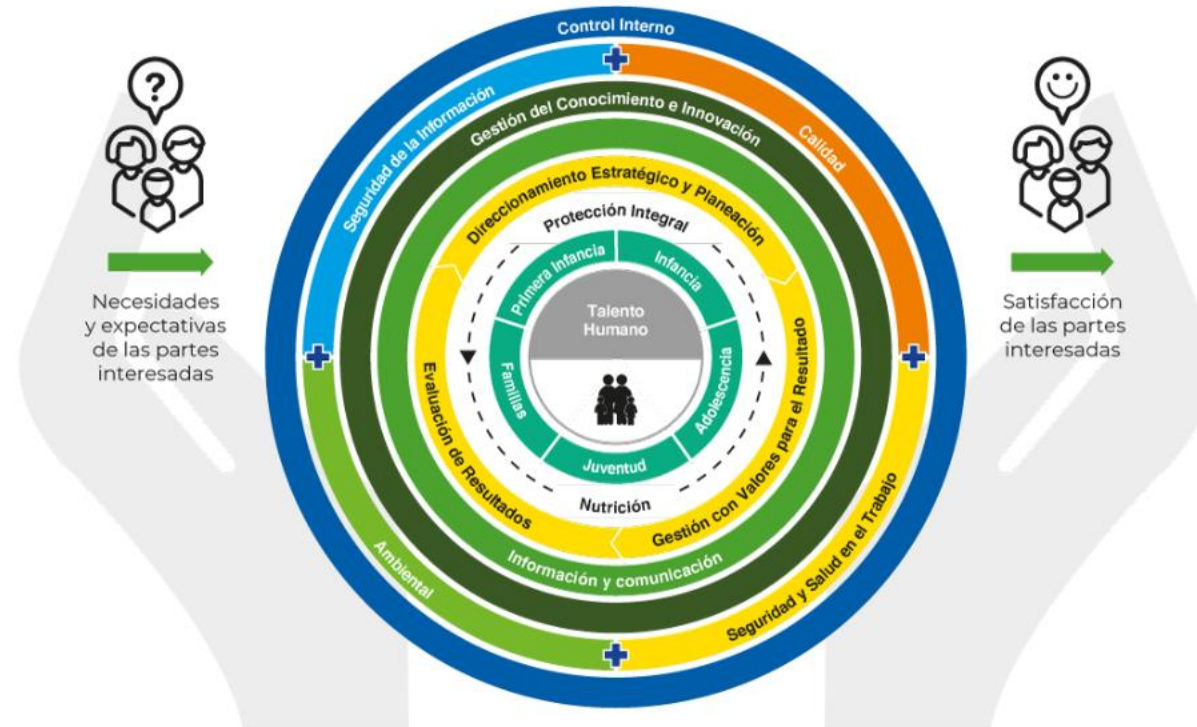 Control Interno
Seguridad de la Información
Calidad
Gestión del Conocimiento e Innovación
Direccionamiento Estratégico y Planeación
Protección Integral
Primera Infancia
Infancia
Talento
Humano
Familias
Adolescencia
Juventud
Nutrición
Evaluación de Resultados
Gestión con Valores para el Resultado
Información y comunicación
Ambiental
Seguridad y Salud en el Trabajo
?
Necesidades
y expectativas
de las partes
interesadas
Satisfacción
de las partes
interesadas